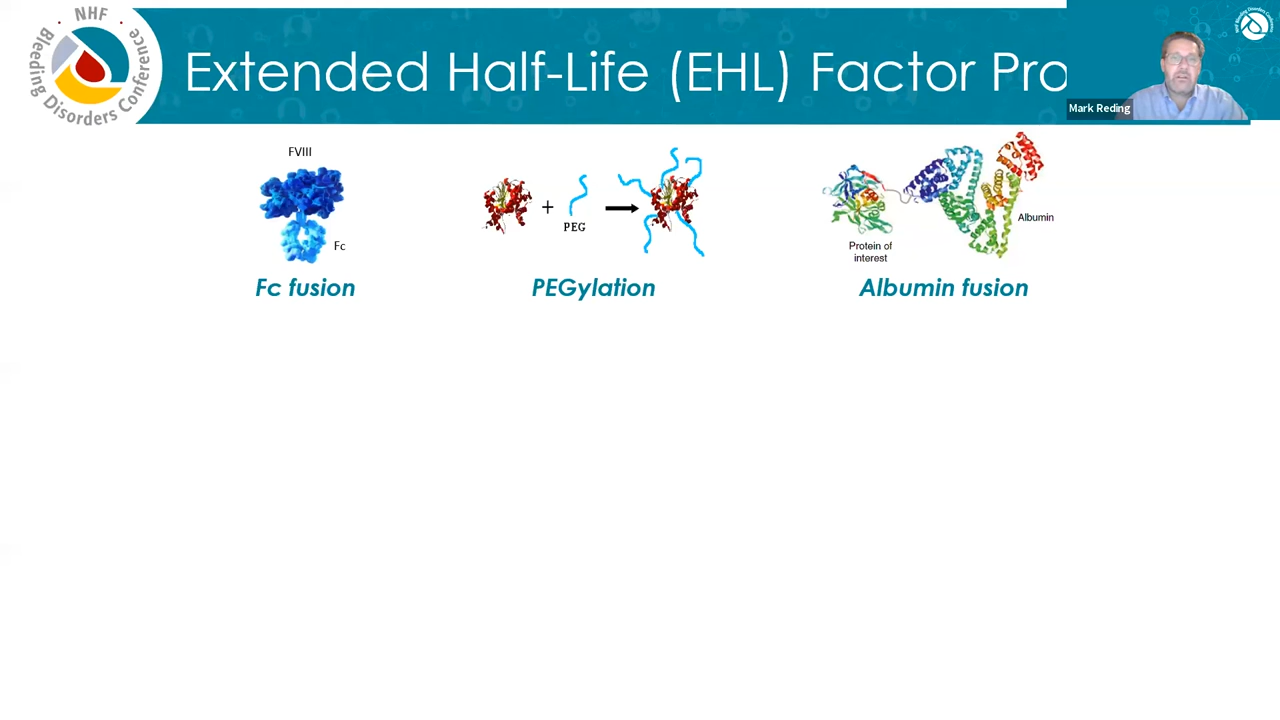 NHF
Bleeding Disorders Conference
Extended Half-Life (EHL) Factor Pro
Mark Reding
FVIII
Fc
Fc fusion
+
PEG
PEGylation
Protein of
interest
Albumin
Albumin fusion